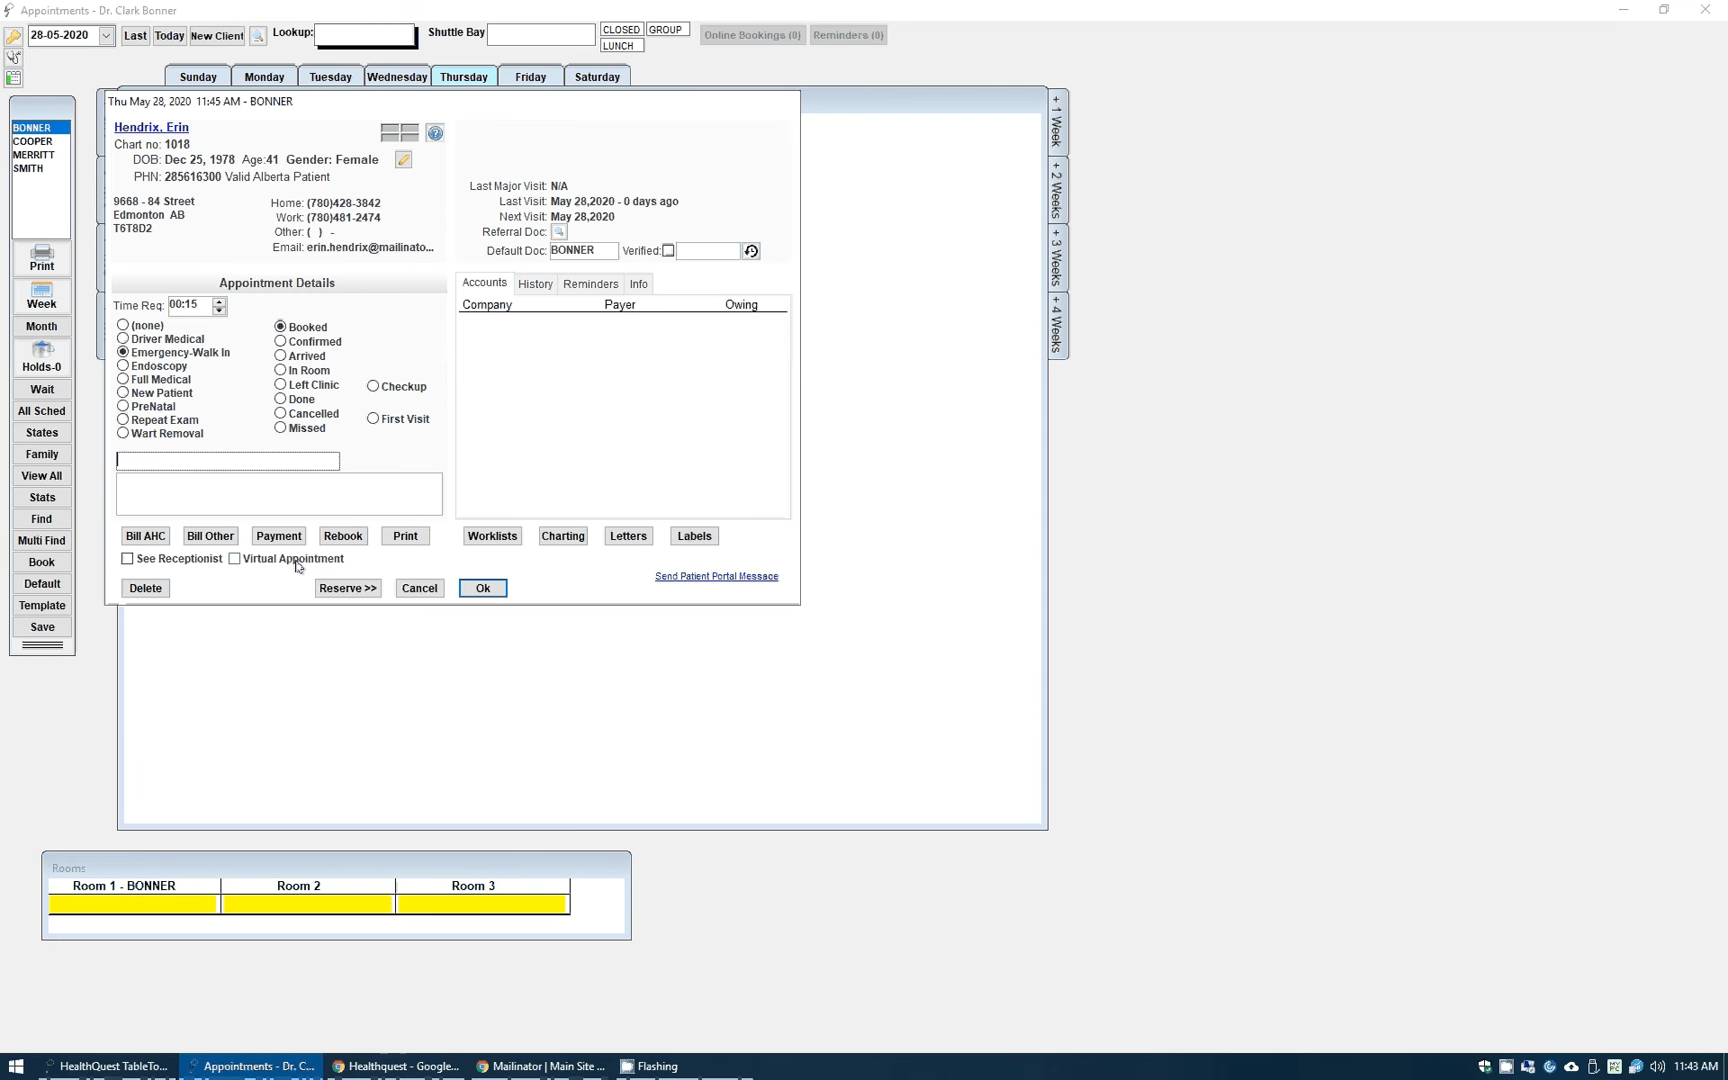 Appointments - Dr. Clark Bonner
28-05-2020 Last Today New Client Lookup: Shuttle Bay CLOSED GROUP Online Bookings (0) Reminders (0)
LUNCH
Sunday Monday Tuesday Wednesday Thursday Friday Saturday
BONNER
COOPER
MERRITT
SMITH
Print
Week
Month
Holds-0
Wait
All Sched
States
Family
View All
Stats
Find
Multi Find
Book
Default
Template
Save
Thu May 28, 2020 11:45 AM - BONNER
Hendrix, Erin
Chart no: 1018
DOB: Dec 25, 1978 Age:41 Gender: Female
PHN: 285616300 Valid Alberta Patient
9668 - 84 Street
Edmonton AB
T6T8D2
Home: (780)428-3842
Work: (780)481-2474
Other: ( ) -
Email: erin.hendrix@mailinato...
Last Major Visit: N/A
Last Visit: May 28,2020 - 0 days ago
Next Visit: May 28,2020
Referral Doc:
Default Doc: BONNER Verified:
Appointment Details
Time Req: 00:15
(none)
Driver Medical
Emergency-Walk In
Endoscopy
Full Medical
New Patient
PreNatal
Repeat Exam
Wart Removal
Booked
Confirmed
Arrived
In Room
Left Clinic
Done
Cancelled
Missed
Checkup
First Visit
Accounts History Reminders Info
Company Payer Owing
Bill AHC Bill Other Payment Rebook Print Worklists Charting Letters Labels
See Receptionist Virtual Appointment
Send Patient Portal Message
Delete Reserve >> Cancel Ok
+ 1 Week
+ 2 Weeks
+ 3 Weeks
+ 4 Weeks
Rooms
Room 1 - BONNER Room 2 Room 3
HealthQuest TableTo... Appointments - Dr. C... Healthquest - Google... Mailinator | Main Site ... Flashing 11:43 AM